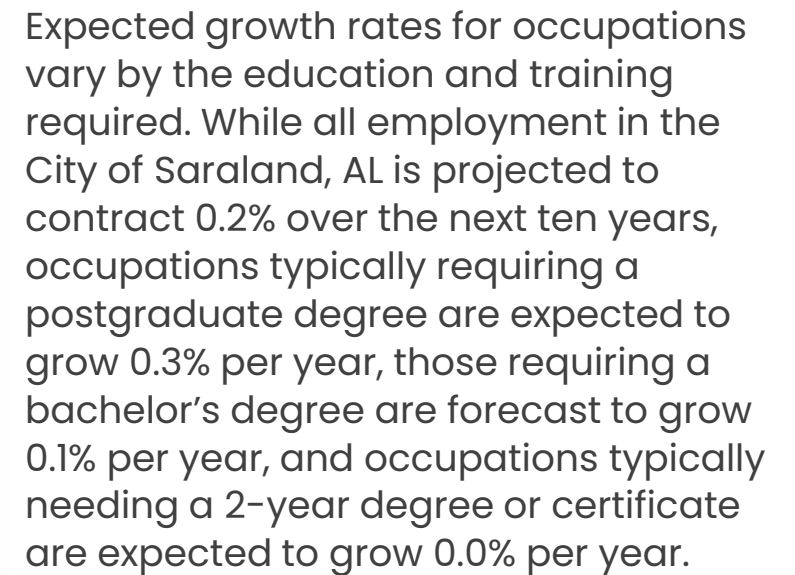 Expected growth rates for occupations
vary by the education and training
required. While all employment in the
City of Saraland, AL is projected to
contract 0.2% over the next ten years,
occupations typically requiring a
postgraduate degree are expected to
grow 0.3% per year, those requiring a
bachelor’s degree are forecast to grow
0.1% per year, and occupations typically
needing a 2-year degree or certificate
are expected to grow 0.0% per year.